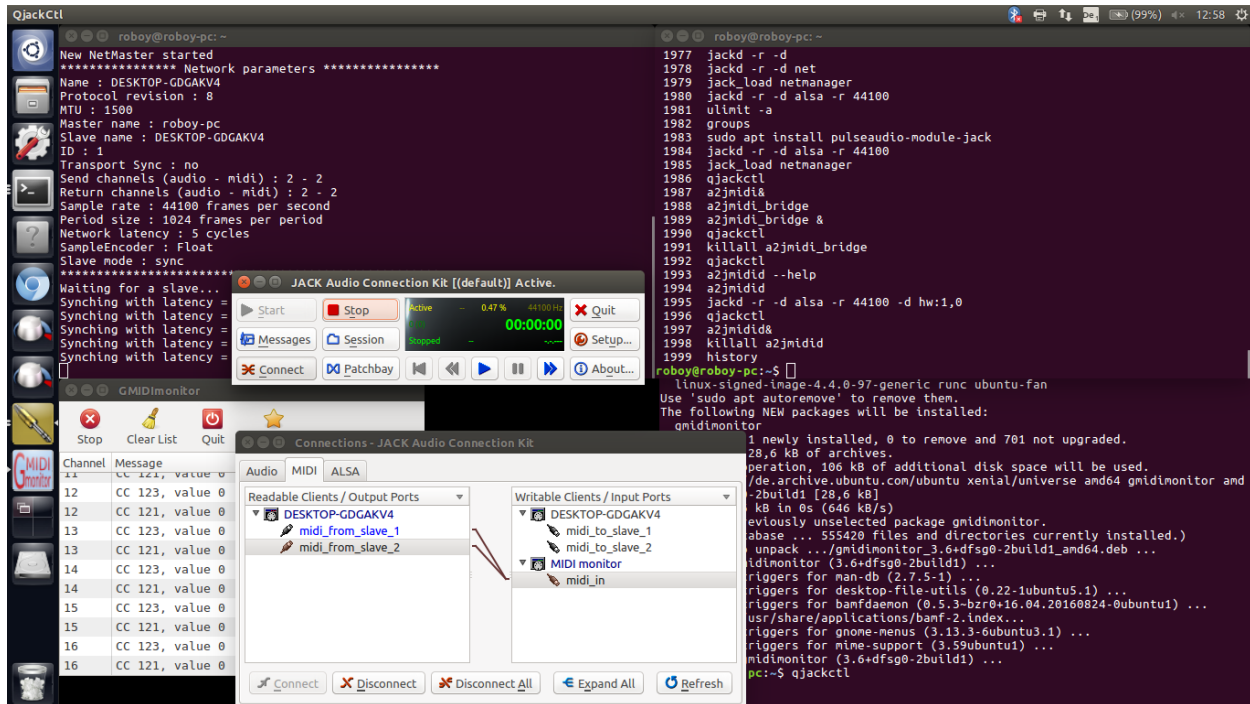 QjackCtl
De1
(99%)
12:58
roboy@roboy-pc: ~
New NetMaster started
**************** Network parameters ****************
Name : DESKTOP-GDGAKV4
Protocol revision : 8
MTU : 1500
Master name : roboy-pc
Slave name : DESKTOP-GDGAKV4
ID : 1
Transport Sync : no
Send channels (audio - midi) : 2 - 2
Return channels (audio - midi) : 2 - 2
Sample rate : 44100 frames per second
Period size : 1024 frames per period
Network latency : 5 cycles
SampleEncoder : Float
Slave mode : sync
*************************
Waiting for a slave...
Synching with latency =
Synching with latency =
Synching with latency =
Synching with latency =
Synching with latency =
roboy@roboy-pc: ~
1977 jackd -r -d
1978 jackd -r -d net
1979 jack_load netmanager
1980 jackd -r -d alsa -r 44100
1981 ulimit -a
1982 groups
1983 sudo apt install pulseaudio-module-jack
1984 jackd -r -d alsa -r 44100
1985 jack_load netmanager
1986 qjackctl
1987 a2jmidi&
1988 a2jmidi_bridge
1989 a2jmidi_bridge &
1990 qjackctl
1991 killall a2jmidi_bridge
1992 qjackctl
1993 a2jmidid --help
1994 a2jmidid
1995 jackd -r -d alsa -r 44100 -d hw:1,0
1996 qjackctl
1997 a2jmidid&
1998 killall a2jmidid
1999 history
roboy@roboy-pc:~$
linux-signed-image-4.4.0-97-generic runc ubuntu-fan
Use 'sudo apt autoremove' to remove them.
The following NEW packages will be installed:
gmidimonitor
1 newly installed, 0 to remove and 701 not upgraded.
28,6 kB of archives.
peration, 106 kB of additional disk space will be used.
/de.archive.ubuntu.com/ubuntu xenial/universe amd64 gmidimonitor amd
-2build1 [28,6 kB]
kB in 0s (646 kB/s)
eviously unselected package gmidimonitor.
abase ... 555420 files and directories currently installed.)
unpack .../gmidimonitor_3.6+dfsg0-2build1_amd64.deb ...
idimonitor (3.6+dfsg0-2build1) ...
riggers for man-db (2.7.5-1) ...
riggers for desktop-file-utils (0.22-1ubuntu5.1) ...
riggers for bamfdaemon (0.5.3~bzr0+16.04.20160824-0ubuntu1) ...
usr/share/applications/bamf-2.index...
riggers for gnome-menus (3.13.3-6ubuntu3.1) ...
riggers for mime-support (3.59ubuntu1) ...
midimonitor (3.6+dfsg0-2build1) ...
pc:~$ qjackctl
JACK Audio Connection Kit [(default)] Active.
Start
Stop
Active
--
0.47 %
44100 Hz
00:00:00
Stopped
--
-.-.---
Quit
Messages
Session
Setup...
Connect
Patchbay
About...
GMIDImonitor
Stop
Clear List
Quit
Channel Message
11 CC 121, value 0
12 CC 123, value 0
12 CC 121, value 0
13 CC 123, value 0
13 CC 121, value 0
14 CC 123, value 0
14 CC 121, value 0
15 CC 123, value 0
15 CC 121, value 0
16 CC 123, value 0
16 CC 121, value 0
GMIDI
monitor
Connections - JACK Audio Connection Kit
Audio
MIDI
ALSA
Readable Clients / Output Ports
DESKTOP-GDGAKV4
midi_from_slave_1
midi_from_slave_2
Writable Clients / Input Ports
DESKTOP-GDGAKV4
midi_to_slave_1
midi_to_slave_2
MIDI monitor
midi_in
Connect
Disconnect
Disconnect All
Expand All
Refresh